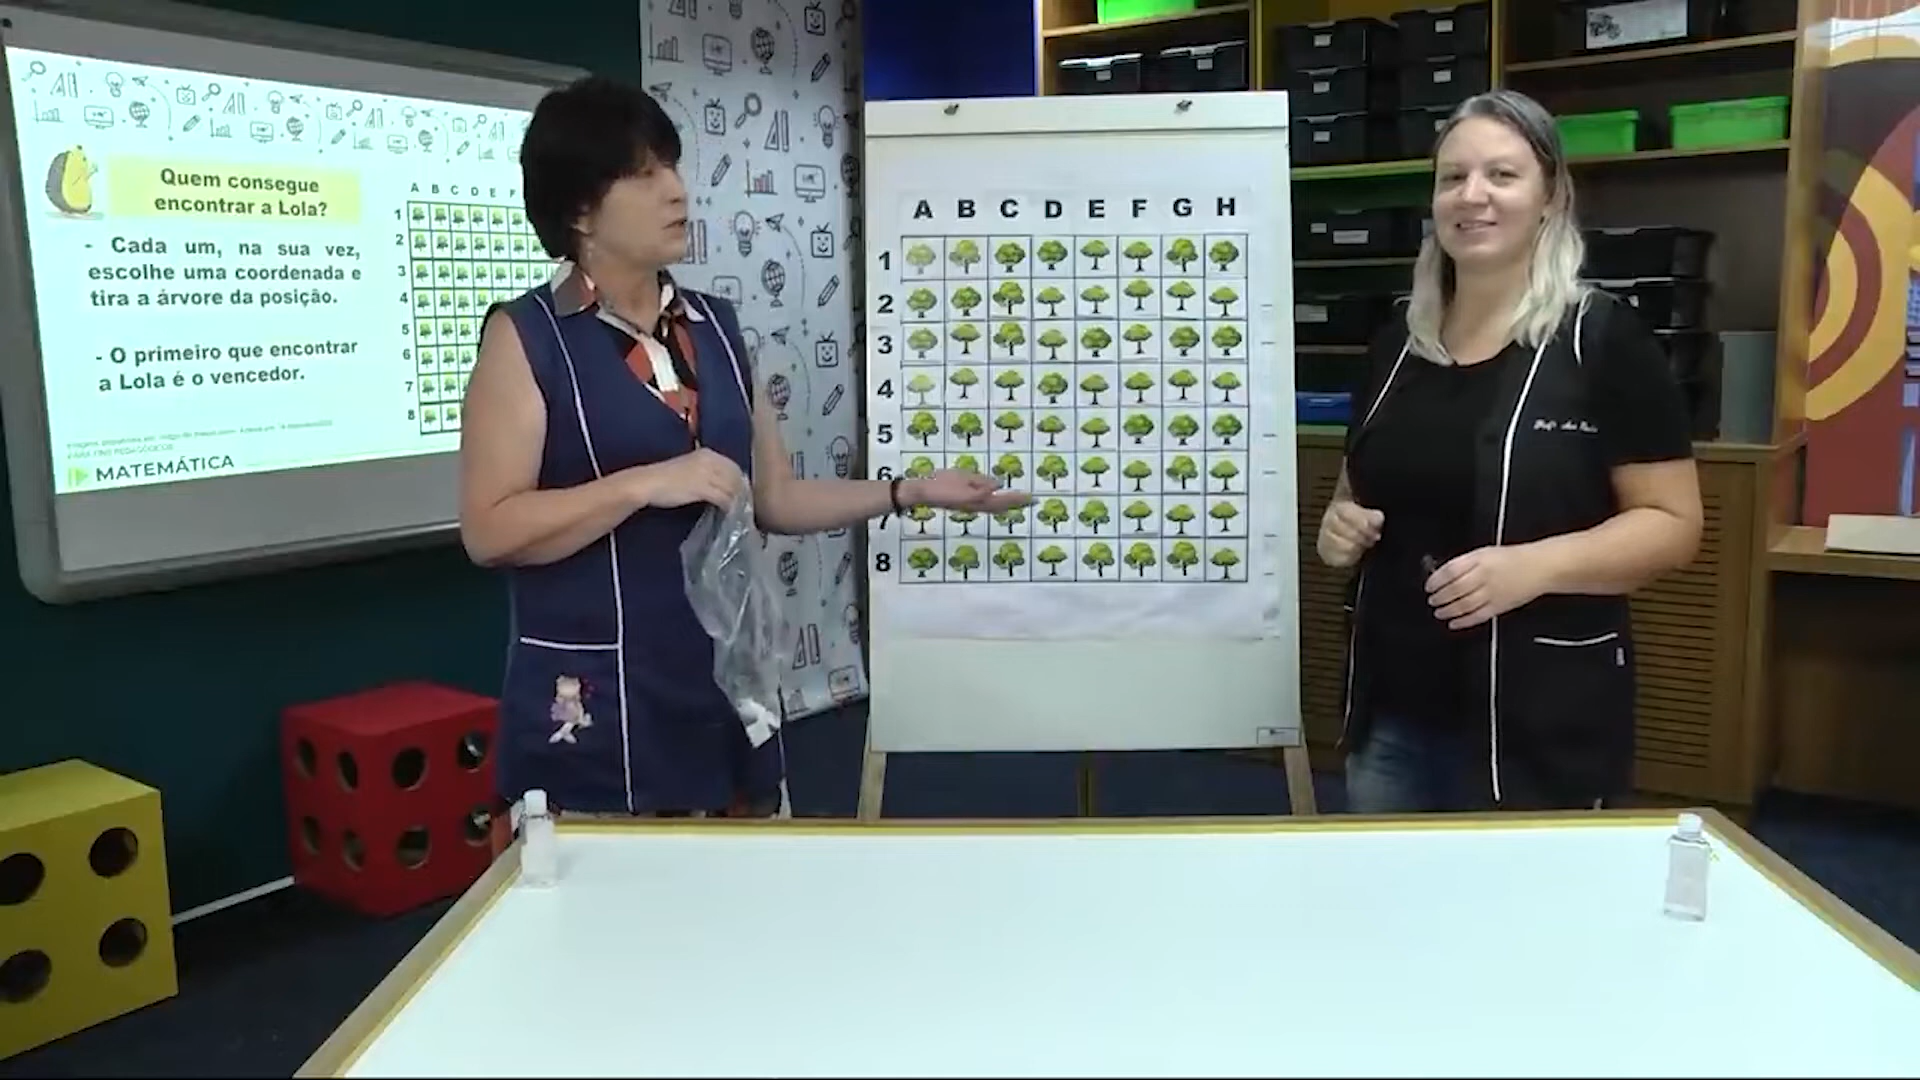 Quem consegue
encontrar a Lola?
- Cada um, na sua vez,
escolhe uma coordenada e
tira a árvore da posição.
- O primeiro que encontrar
a Lola é o vencedor.
MATEMÁTICA
A B C D E F
1
2
3
4
5
6
7
8
A B C D E F G H
1
2
3
4
5
6
7
8